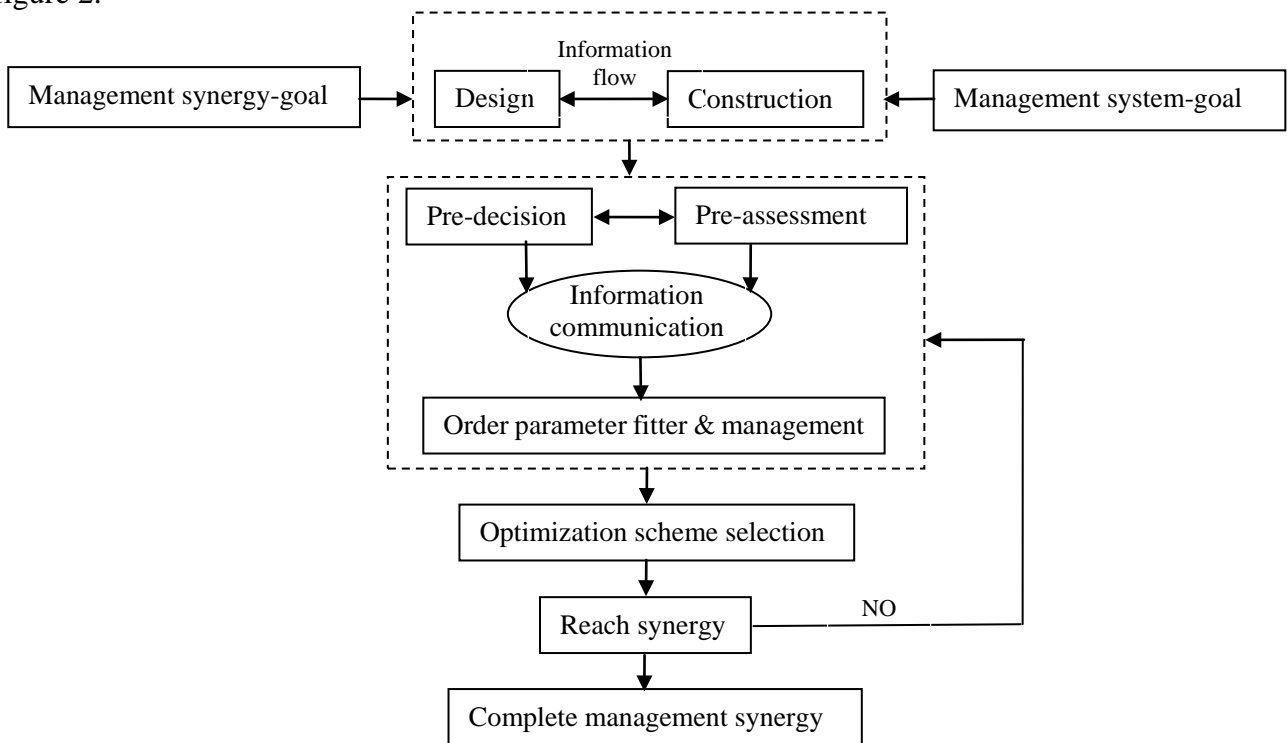 igure 2.
Information
flow
Management synergy-goal
Design
Construction
Management system-goal
Pre-decision
Pre-assessment
Information
communication
Order parameter fitter & management
Optimization scheme selection
Reach synergy
NO
Complete management synergy